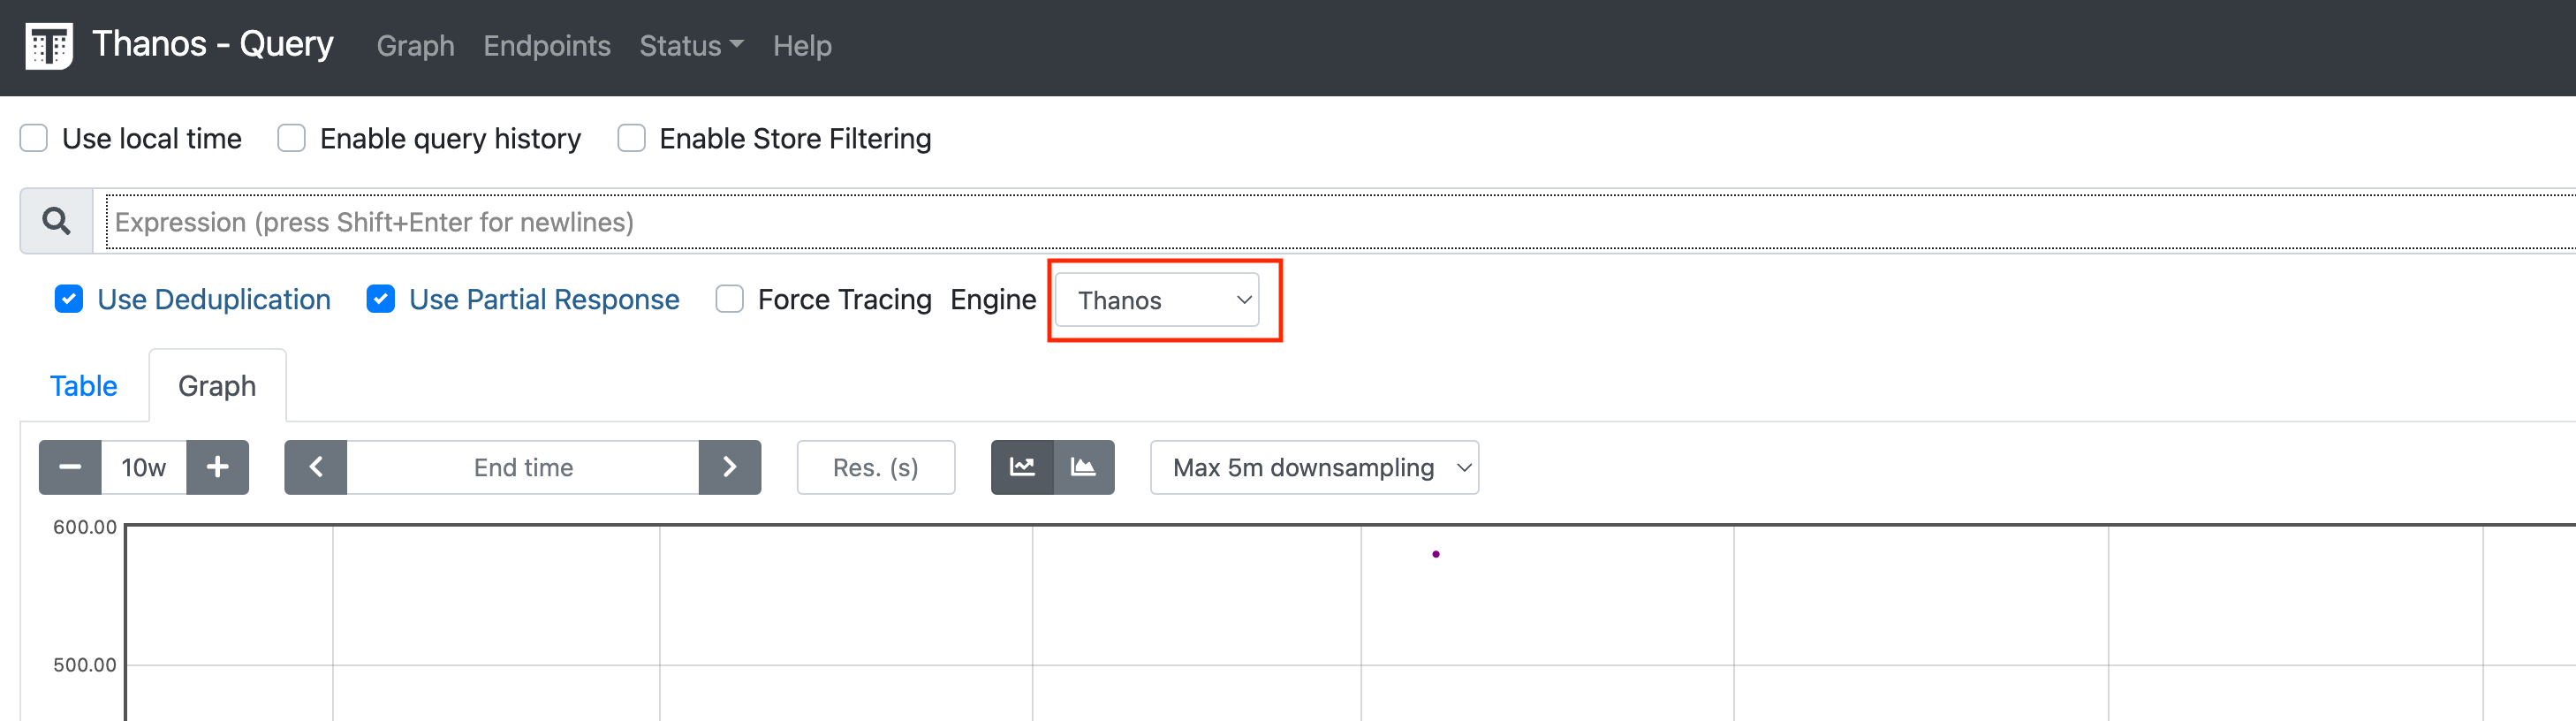 Thanos - Query Graph Endpoints Status Help
Use local time Enable query history Enable Store Filtering
Expression (press Shift+Enter for newlines)
Use Deduplication Use Partial Response Force Tracing Engine Thanos
Table Graph
10w End time Res. (s) Max 5m downsampling
600.00
500.00